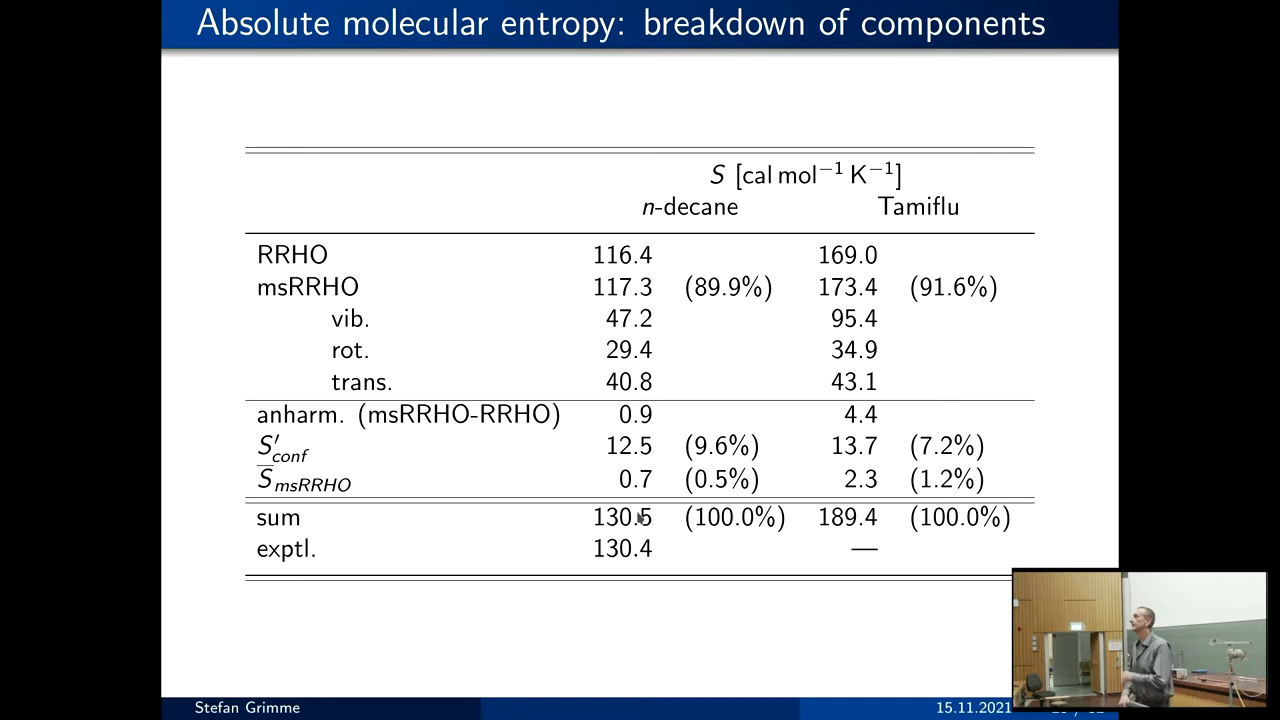 Absolute molecular entropy: breakdown of components
S [cal mol⁻¹ K⁻¹]
n-decane Tamiflu
RRHO 116.4 169.0
msRRHO 117.3 (89.9%) 173.4 (91.6%)
vib. 47.2 95.4
rot. 29.4 34.9
trans. 40.8 43.1
anharm. (msRRHO-RRHO) 0.9 4.4
S′conf 12.5 (9.6%) 13.7 (7.2%)
S̅msRRHO 0.7 (0.5%) 2.3 (1.2%)
sum 130.5 (100.0%) 189.4 (100.0%)
exptl. 130.4 —
Stefan Grimme 15.11.2021